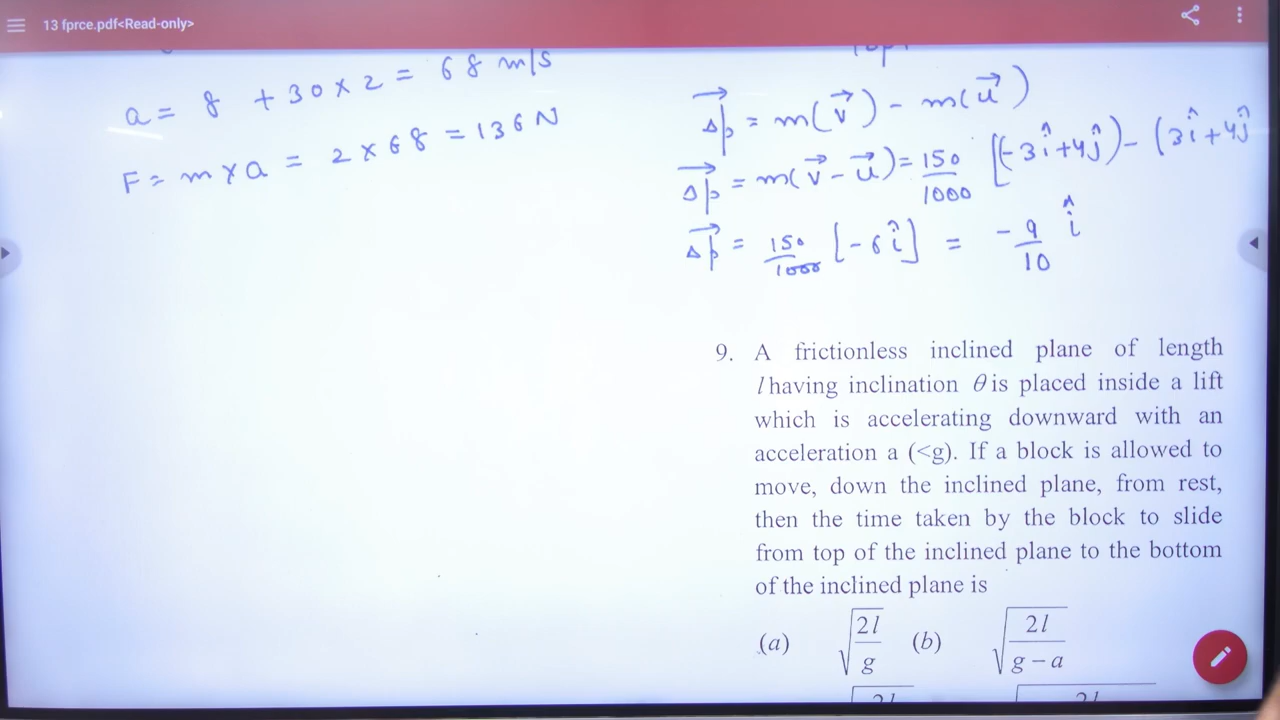 13 fprce.pdf<Read-only>
a = 8 + 30 × 2 = 68 m/s
F = m × a = 2 × 68 = 136 N
Δp⃗ = m(v⃗) - m(u⃗)
Δp⃗ = m(v⃗ - u⃗) = 150/1000 [(-3î+4ĵ) - (3î+4ĵ
Δp⃗ = 150/1000 [-6î] = -9/10 î
9. A frictionless inclined plane of length
l having inclination θ is placed inside a lift
which is accelerating downward with an
acceleration a (<g). If a block is allowed to
move, down the inclined plane, from rest,
then the time taken by the block to slide
from top of the inclined plane to the bottom
of the inclined plane is
(a) √(2l/g) (b) √(2l/(g – a))